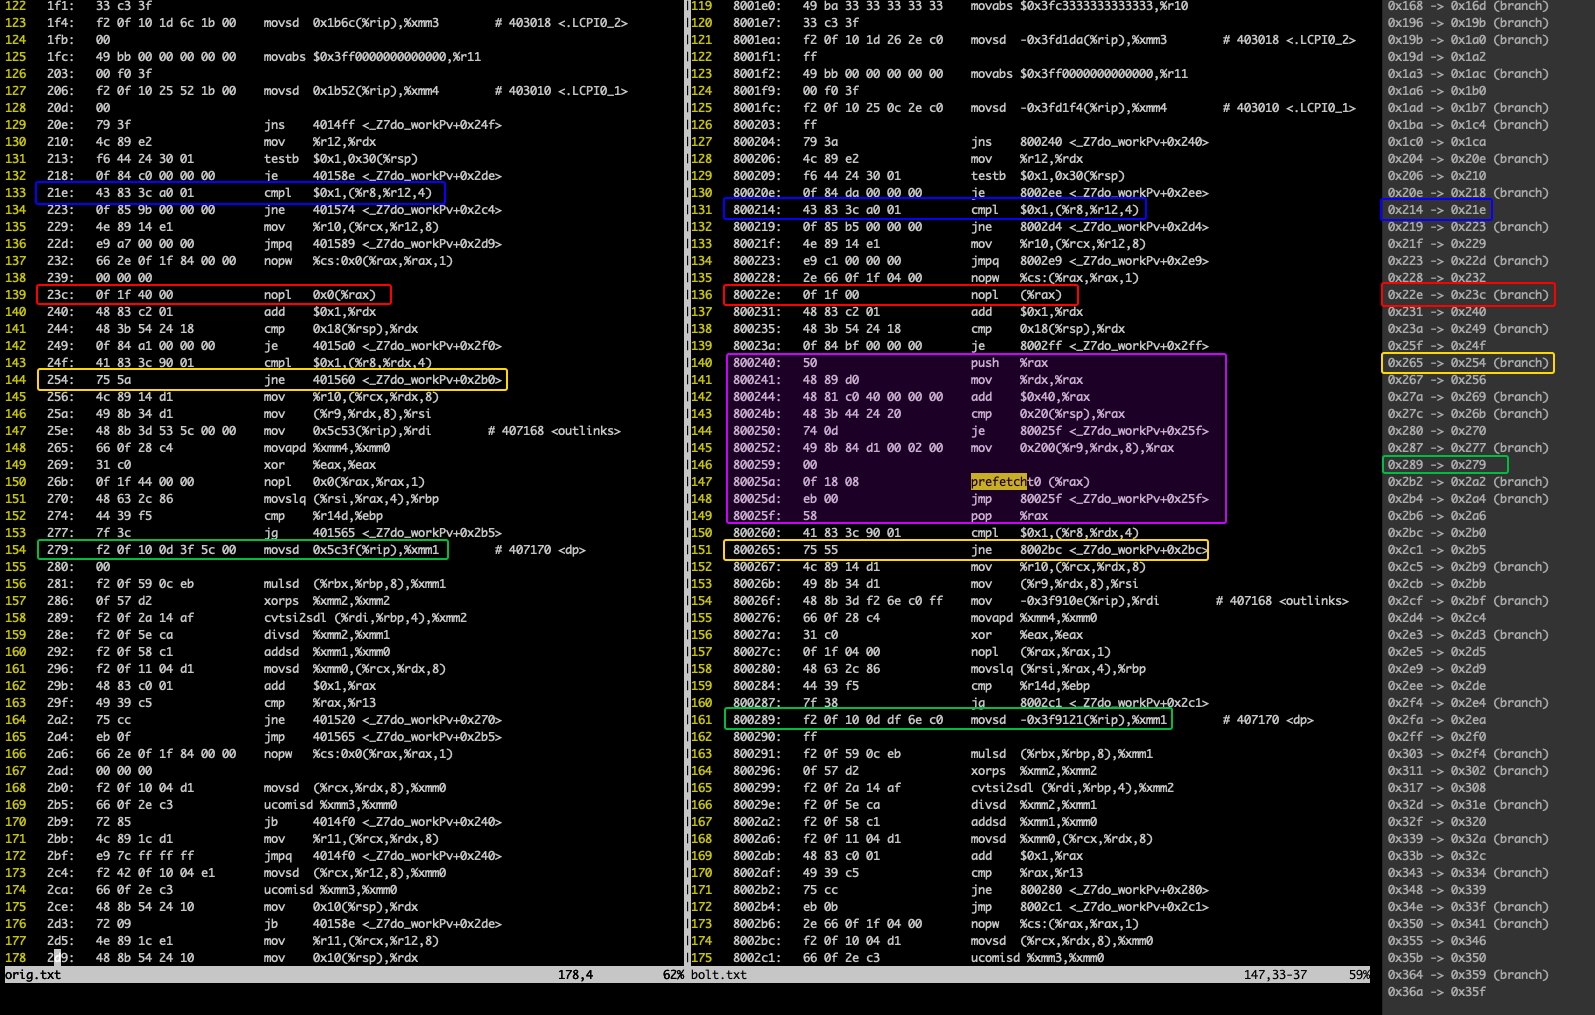 122 1f1: 33 c3 3f
123 1f4: f2 0f 10 1d 6c 1b 00 movsd 0x1b6c(%rip),%xmm3 # 403018 <.LCPI0_2>
124 1fb: 00
125 1fc: 49 bb 00 00 00 00 00 movabs $0x3ff0000000000000,%r11
126 203: 00 f0 3f
127 206: f2 0f 10 25 52 1b 00 movsd 0x1b52(%rip),%xmm4 # 403010 <.LCPI0_1>
128 20d: 00
129 20e: 79 3f jns 4014ff <_Z7do_workPv+0x24f>
130 210: 4c 89 e2 mov %r12,%rdx
131 213: f6 44 24 30 01 testb $0x1,0x30(%rsp)
132 218: 0f 84 c0 00 00 00 je 40158e <_Z7do_workPv+0x2de>
133 21e: 43 83 3c a0 01 cmpl $0x1,(%r8,%r12,4)
134 223: 0f 85 9b 00 00 00 jne 401574 <_Z7do_workPv+0x2c4>
135 229: 4e 89 14 e1 mov %r10,(%rcx,%r12,8)
136 22d: e9 a7 00 00 00 jmpq 401589 <_Z7do_workPv+0x2d9>
137 232: 66 2e 0f 1f 84 00 00 nopw %cs:0x0(%rax,%rax,1)
138 239: 00 00 00
139 23c: 0f 1f 40 00 nopl 0x0(%rax)
140 240: 48 83 c2 01 add $0x1,%rdx
141 244: 48 3b 54 24 18 cmp 0x18(%rsp),%rdx
142 249: 0f 84 a1 00 00 00 je 4015a0 <_Z7do_workPv+0x2f0>
143 24f: 41 83 3c 90 01 cmpl $0x1,(%r8,%rdx,4)
144 254: 75 5a jne 401560 <_Z7do_workPv+0x2b0>
145 256: 4c 89 14 d1 mov %r10,(%rcx,%rdx,8)
146 25a: 49 8b 34 d1 mov (%r9,%rdx,8),%rsi
147 25e: 48 8b 3d 53 5c 00 00 mov 0x5c53(%rip),%rdi # 407168 <outlinks>
148 265: 66 0f 28 c4 movapd %xmm4,%xmm0
149 269: 31 c0 xor %eax,%eax
150 26b: 0f 1f 44 00 00 nopl 0x0(%rax,%rax,1)
151 270: 48 63 2c 86 movslq (%rsi,%rax,4),%rbp
152 274: 44 39 f5 cmp %r14d,%ebp
153 277: 7f 3c jg 401565 <_Z7do_workPv+0x2b5>
154 279: f2 0f 10 0d 3f 5c 00 movsd 0x5c3f(%rip),%xmm1 # 407170 <dp>
155 280: 00
156 281: f2 0f 59 0c eb mulsd (%rbx,%rbp,8),%xmm1
157 286: 0f 57 d2 xorps %xmm2,%xmm2
158 289: f2 0f 2a 14 af cvtsi2sdl (%rdi,%rbp,4),%xmm2
159 28e: f2 0f 5e ca divsd %xmm2,%xmm1
160 292: f2 0f 58 c1 addsd %xmm1,%xmm0
161 296: f2 0f 11 04 d1 movsd %xmm0,(%rcx,%rdx,8)
162 29b: 48 83 c0 01 add $0x1,%rax
163 29f: 49 39 c5 cmp %rax,%r13
164 2a2: 75 cc jne 401520 <_Z7do_workPv+0x270>
165 2a4: eb 0f jmp 401565 <_Z7do_workPv+0x2b5>
166 2a6: 66 2e 0f 1f 84 00 00 nopw %cs:0x0(%rax,%rax,1)
167 2ad: 00 00 00
168 2b0: f2 0f 10 04 d1 movsd (%rcx,%rdx,8),%xmm0
169 2b5: 66 0f 2e c3 ucomisd %xmm3,%xmm0
170 2b9: 72 85 jb 4014f0 <_Z7do_workPv+0x240>
171 2bb: 4c 89 1c d1 mov %r11,(%rcx,%rdx,8)
172 2bf: e9 7c ff ff ff jmpq 4014f0 <_Z7do_workPv+0x240>
173 2c4: f2 42 0f 10 04 e1 movsd (%rcx,%r12,8),%xmm0
174 2ca: 66 0f 2e c3 ucomisd %xmm3,%xmm0
175 2ce: 48 8b 54 24 10 mov 0x10(%rsp),%rdx
176 2d3: 72 09 jb 40158e <_Z7do_workPv+0x2de>
177 2d5: 4e 89 1c e1 mov %r11,(%rcx,%r12,8)
178 2d9: 48 8b 54 24 10 mov 0x10(%rsp),%rdx
orig.txt 178,4 62%
119 8001e0: 49 ba 33 33 33 33 33 movabs $0x3fc3333333333333,%r10
120 8001e7: 33 c3 3f
121 8001ea: f2 0f 10 1d 26 2e c0 movsd -0x3fd1da(%rip),%xmm3 # 403018 <.LCPI0_2>
122 8001f1: ff
123 8001f2: 49 bb 00 00 00 00 00 movabs $0x3ff0000000000000,%r11
124 8001f9: 00 f0 3f
125 8001fc: f2 0f 10 25 0c 2e c0 movsd -0x3fd1f4(%rip),%xmm4 # 403010 <.LCPI0_1>
126 800203: ff
127 800204: 79 3a jns 800240 <_Z7do_workPv+0x240>
128 800206: 4c 89 e2 mov %r12,%rdx
129 800209: f6 44 24 30 01 testb $0x1,0x30(%rsp)
130 80020e: 0f 84 da 00 00 00 je 8002ee <_Z7do_workPv+0x2ee>
131 800214: 43 83 3c a0 01 cmpl $0x1,(%r8,%r12,4)
132 800219: 0f 85 b5 00 00 00 jne 8002d4 <_Z7do_workPv+0x2d4>
133 80021f: 4e 89 14 e1 mov %r10,(%rcx,%r12,8)
134 800223: e9 c1 00 00 00 jmpq 8002e9 <_Z7do_workPv+0x2e9>
135 800228: 2e 66 0f 1f 04 00 nopw %cs:(%rax,%rax,1)
136 80022e: 0f 1f 00 nopl (%rax)
137 800231: 48 83 c2 01 add $0x1,%rdx
138 800235: 48 3b 54 24 18 cmp 0x18(%rsp),%rdx
139 80023a: 0f 84 bf 00 00 00 je 8002ff <_Z7do_workPv+0x2ff>
140 800240: 50 push %rax
141 800241: 48 89 d0 mov %rdx,%rax
142 800244: 48 81 c0 40 00 00 00 add $0x40,%rax
143 80024b: 48 3b 44 24 20 cmp 0x20(%rsp),%rax
144 800250: 74 0d je 80025f <_Z7do_workPv+0x25f>
145 800252: 49 8b 84 d1 00 02 00 mov 0x200(%r9,%rdx,8),%rax
146 800259: 00
147 80025a: 0f 18 08 prefetcht0 (%rax)
148 80025d: eb 00 jmp 80025f <_Z7do_workPv+0x25f>
149 80025f: 58 pop %rax
150 800260: 41 83 3c 90 01 cmpl $0x1,(%r8,%rdx,4)
151 800265: 75 55 jne 8002bc <_Z7do_workPv+0x2bc>
152 800267: 4c 89 14 d1 mov %r10,(%rcx,%rdx,8)
153 80026b: 49 8b 34 d1 mov (%r9,%rdx,8),%rsi
154 80026f: 48 8b 3d f2 6e c0 ff mov -0x3f910e(%rip),%rdi # 407168 <outlinks>
155 800276: 66 0f 28 c4 movapd %xmm4,%xmm0
156 80027a: 31 c0 xor %eax,%eax
157 80027c: 0f 1f 04 00 nopl (%rax,%rax,1)
158 800280: 48 63 2c 86 movslq (%rsi,%rax,4),%rbp
159 800284: 44 39 f5 cmp %r14d,%ebp
160 800287: 7f 38 jg 8002c1 <_Z7do_workPv+0x2c1>
161 800289: f2 0f 10 0d df 6e c0 movsd -0x3f9121(%rip),%xmm1 # 407170 <dp>
162 800290: ff
163 800291: f2 0f 59 0c eb mulsd (%rbx,%rbp,8),%xmm1
164 800296: 0f 57 d2 xorps %xmm2,%xmm2
165 800299: f2 0f 2a 14 af cvtsi2sdl (%rdi,%rbp,4),%xmm2
166 80029e: f2 0f 5e ca divsd %xmm2,%xmm1
167 8002a2: f2 0f 58 c1 addsd %xmm1,%xmm0
168 8002a6: f2 0f 11 04 d1 movsd %xmm0,(%rcx,%rdx,8)
169 8002ab: 48 83 c0 01 add $0x1,%rax
170 8002af: 49 39 c5 cmp %rax,%r13
171 8002b2: 75 cc jne 800280 <_Z7do_workPv+0x280>
172 8002b4: eb 0b jmp 8002c1 <_Z7do_workPv+0x2c1>
173 8002b6: 2e 66 0f 1f 04 00 nopw %cs:(%rax,%rax,1)
174 8002bc: f2 0f 10 04 d1 movsd (%rcx,%rdx,8),%xmm0
175 8002c1: 66 0f 2e c3 ucomisd %xmm3,%xmm0
bolt.txt 147,33-37 59%
0x168 -> 0x16d (branch)
0x196 -> 0x19b (branch)
0x19b -> 0x1a0 (branch)
0x19d -> 0x1a2
0x1a3 -> 0x1ac (branch)
0x1a6 -> 0x1b0
0x1ad -> 0x1b7 (branch)
0x1ba -> 0x1c4 (branch)
0x1c0 -> 0x1ca
0x204 -> 0x20e (branch)
0x206 -> 0x210
0x20e -> 0x218 (branch)
0x214 -> 0x21e
0x219 -> 0x223 (branch)
0x21f -> 0x229
0x223 -> 0x22d (branch)
0x228 -> 0x232
0x22e -> 0x23c (branch)
0x231 -> 0x240
0x23a -> 0x249 (branch)
0x25f -> 0x24f
0x265 -> 0x254 (branch)
0x267 -> 0x256
0x27a -> 0x269 (branch)
0x27c -> 0x26b (branch)
0x280 -> 0x270
0x287 -> 0x277 (branch)
0x289 -> 0x279
0x2b2 -> 0x2a2 (branch)
0x2b4 -> 0x2a4 (branch)
0x2b6 -> 0x2a6
0x2bc -> 0x2b0
0x2c1 -> 0x2b5
0x2c5 -> 0x2b9 (branch)
0x2cb -> 0x2bb
0x2cf -> 0x2bf (branch)
0x2d4 -> 0x2c4
0x2e3 -> 0x2d3 (branch)
0x2e5 -> 0x2d5
0x2e9 -> 0x2d9
0x2ee -> 0x2de
0x2f4 -> 0x2e4 (branch)
0x2fa -> 0x2ea
0x2ff -> 0x2f0
0x303 -> 0x2f4 (branch)
0x311 -> 0x302 (branch)
0x317 -> 0x308
0x32d -> 0x31e (branch)
0x32f -> 0x320
0x339 -> 0x32a (branch)
0x33b -> 0x32c
0x343 -> 0x334 (branch)
0x348 -> 0x339
0x34e -> 0x33f (branch)
0x350 -> 0x341 (branch)
0x355 -> 0x346
0x35b -> 0x350
0x364 -> 0x359 (branch)
0x36a -> 0x35f